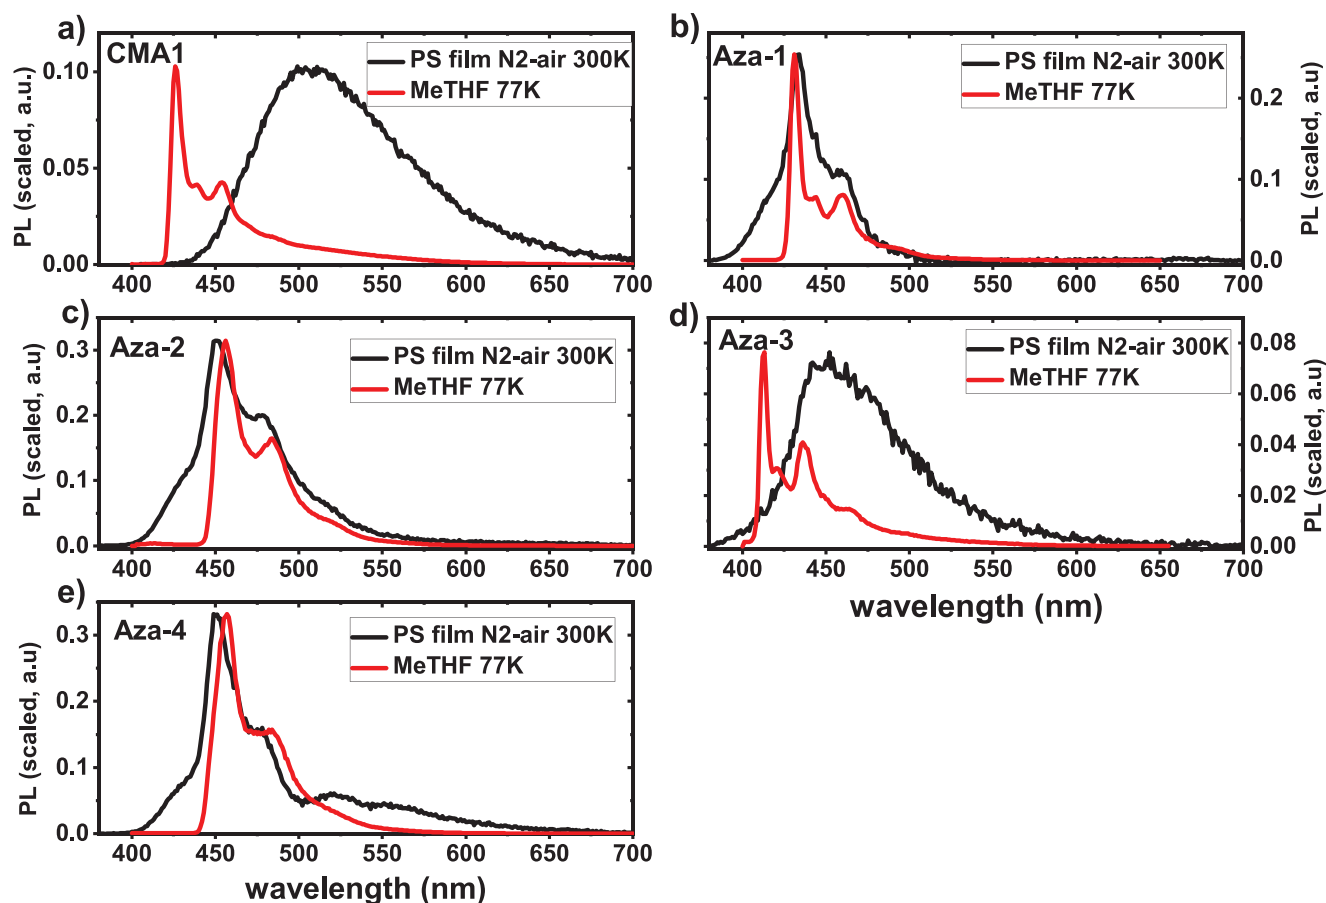 a)
CMA1
PS film N2-air 300K
MeTHF 77K
PL (scaled, a.u.)
0.10
0.05
0.00
400 450 500 550 600 650 700
b)
Aza-1
PS film N2-air 300K
MeTHF 77K
PL (scaled, a.u)
0.2
0.1
0.0
400 450 500 550 600 650 700
c)
Aza-2
PS film N2-air 300K
MeTHF 77K
PL (scaled, a.u)
0.3
0.2
0.1
0.0
400 450 500 550 600 650 700
d)
Aza-3
PS film N2-air 300K
MeTHF 77K
PL (scaled, a.u)
0.08
0.04
0.02
0.00
400 450 500 550 600 650 700
wavelength (nm)
e)
Aza-4
PS film N2-air 300K
MeTHF 77K
PL (scaled, a.u)
0.3
0.2
0.1
0.0
400 450 500 550 600 650 700
wavelength (nm)